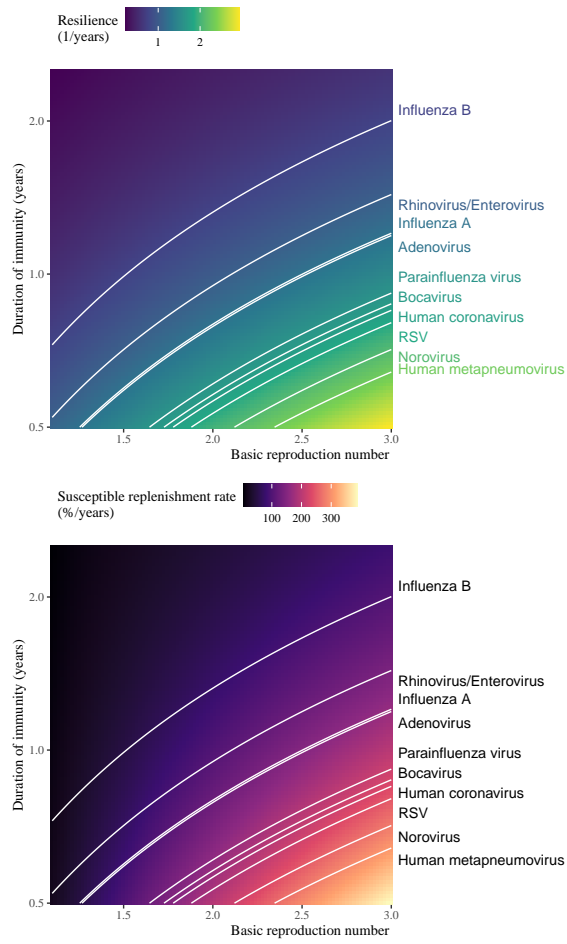 Resilience
(1/years)
1 2
Duration of immunity (years)
2.0
1.0
0.5
Influenza B
Rhinovirus/Enterovirus
Influenza A
Adenovirus
Parainfluenza virus
Bocavirus
Human coronavirus
RSV
Norovirus
Human metapneumovirus
1.5 2.0 2.5 3.0
Basic reproduction number
Susceptible replenishment rate
(%/years)
100 200 300
Duration of immunity (years)
2.0
1.0
0.5
Influenza B
Rhinovirus/Enterovirus
Influenza A
Adenovirus
Parainfluenza virus
Bocavirus
Human coronavirus
RSV
Norovirus
Human metapneumovirus
1.5 2.0 2.5 3.0
Basic reproduction number